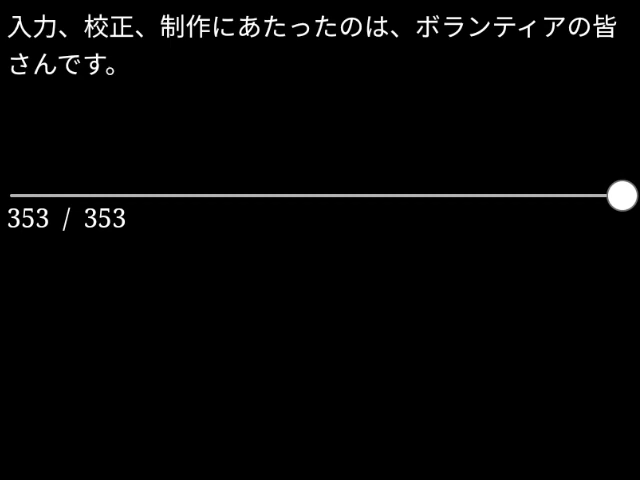 入力、校正、制作にあたったのは、ボランティアの皆
さんです。
353 / 353